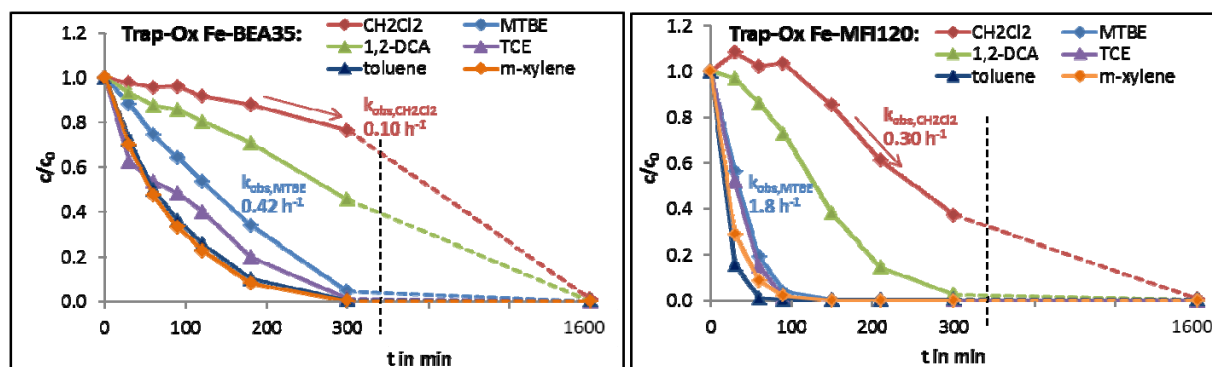 Trap-Ox Fe-BEA35:
CH2Cl2
MTBE
1,2-DCA
TCE
toluene
m-xylene
1.2
1.0
0.8
0.6
0.4
0.2
0.0
c/c₀
kobs,CH2Cl2
0.10 h⁻¹
kobs,MTBE
0.42 h⁻¹
0
100
200
300
1600
t in min
Trap-Ox Fe-MFI120:
CH2Cl2
MTBE
1,2-DCA
TCE
toluene
m-xylene
1.2
1.0
0.8
0.6
0.4
0.2
0.0
c/c₀
kobs,CH2Cl2
0.30 h⁻¹
kobs,MTBE
1.8 h⁻¹
0
100
200
300
1600
t in min